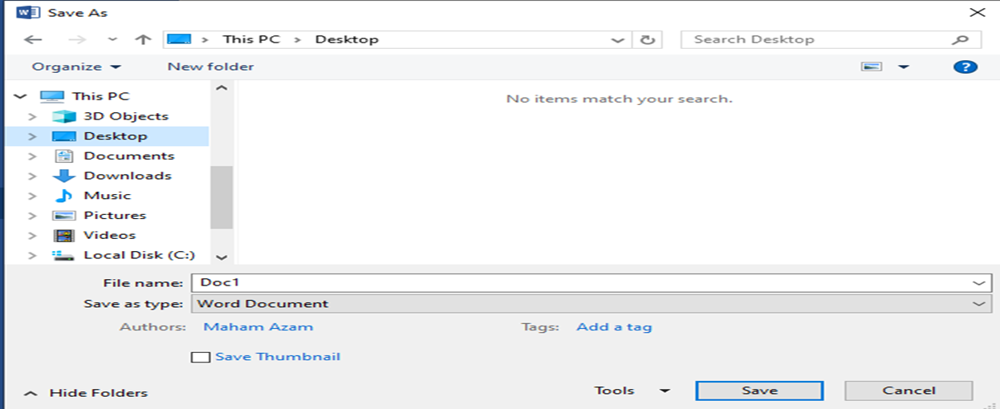 Save As
This PC > Desktop
Search Desktop
Organize
New folder
This PC
3D Objects
Desktop
Documents
Downloads
Music
Pictures
Videos
Local Disk (C:)
No items match your search.
File name: Doc1
Save as type: Word Document
Authors: Maham Azam
Tags: Add a tag
Save Thumbnail
Hide Folders
Tools
Save
Cancel